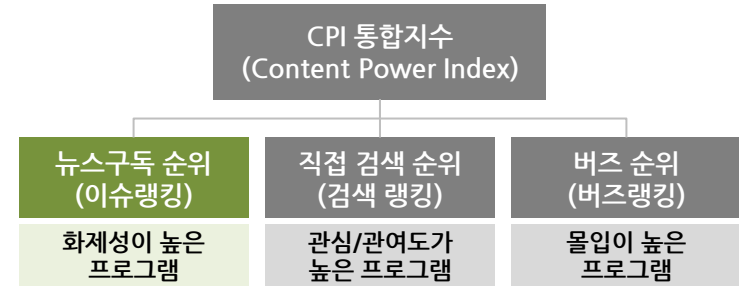 CPI 통합지수
(Content Power Index)
뉴스구독 순위
(이슈랭킹)
화제성이 높은
프로그램
직접 검색 순위
(검색 랭킹)
관심/관여도가
높은 프로그램
버즈 순위
(버즈랭킹)
몰입이 높은
프로그램